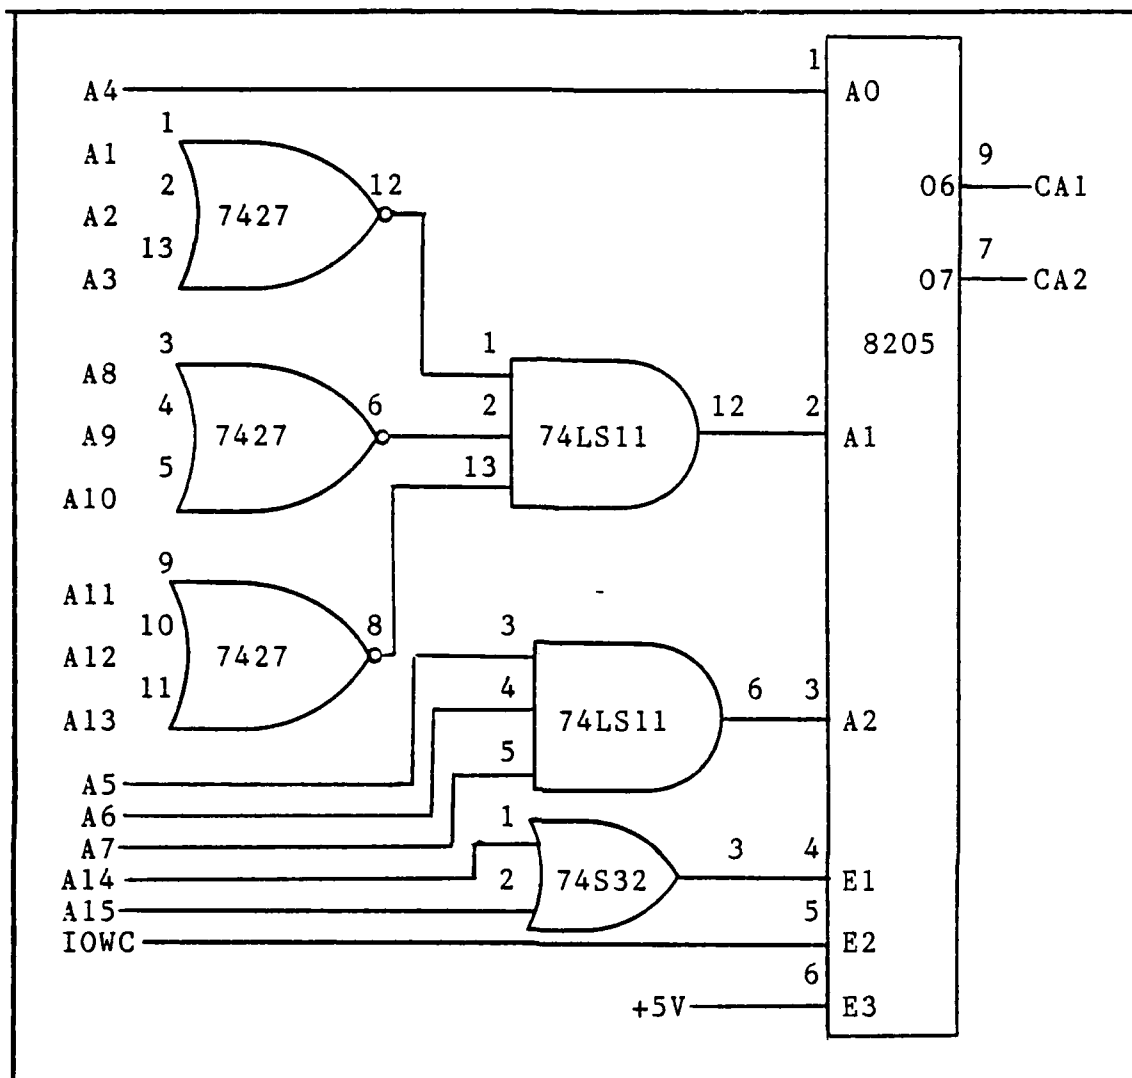 1
A4 A0
1
A1
2 12 9
A2 7427 O6 CA1
13 7
A3 O7 CA2
3 1 8205
A8
4 6 2 12 2
A9 7427 74LS11 A1
5 13
A10
9
A11
10 8 3
A12 7427
11 4 6 3
A13 74LS11 A2
5
A5
A6 1
A7 3 4
A14 2 74S32 E1
A15 5
IOWC E2
6
+5V E3